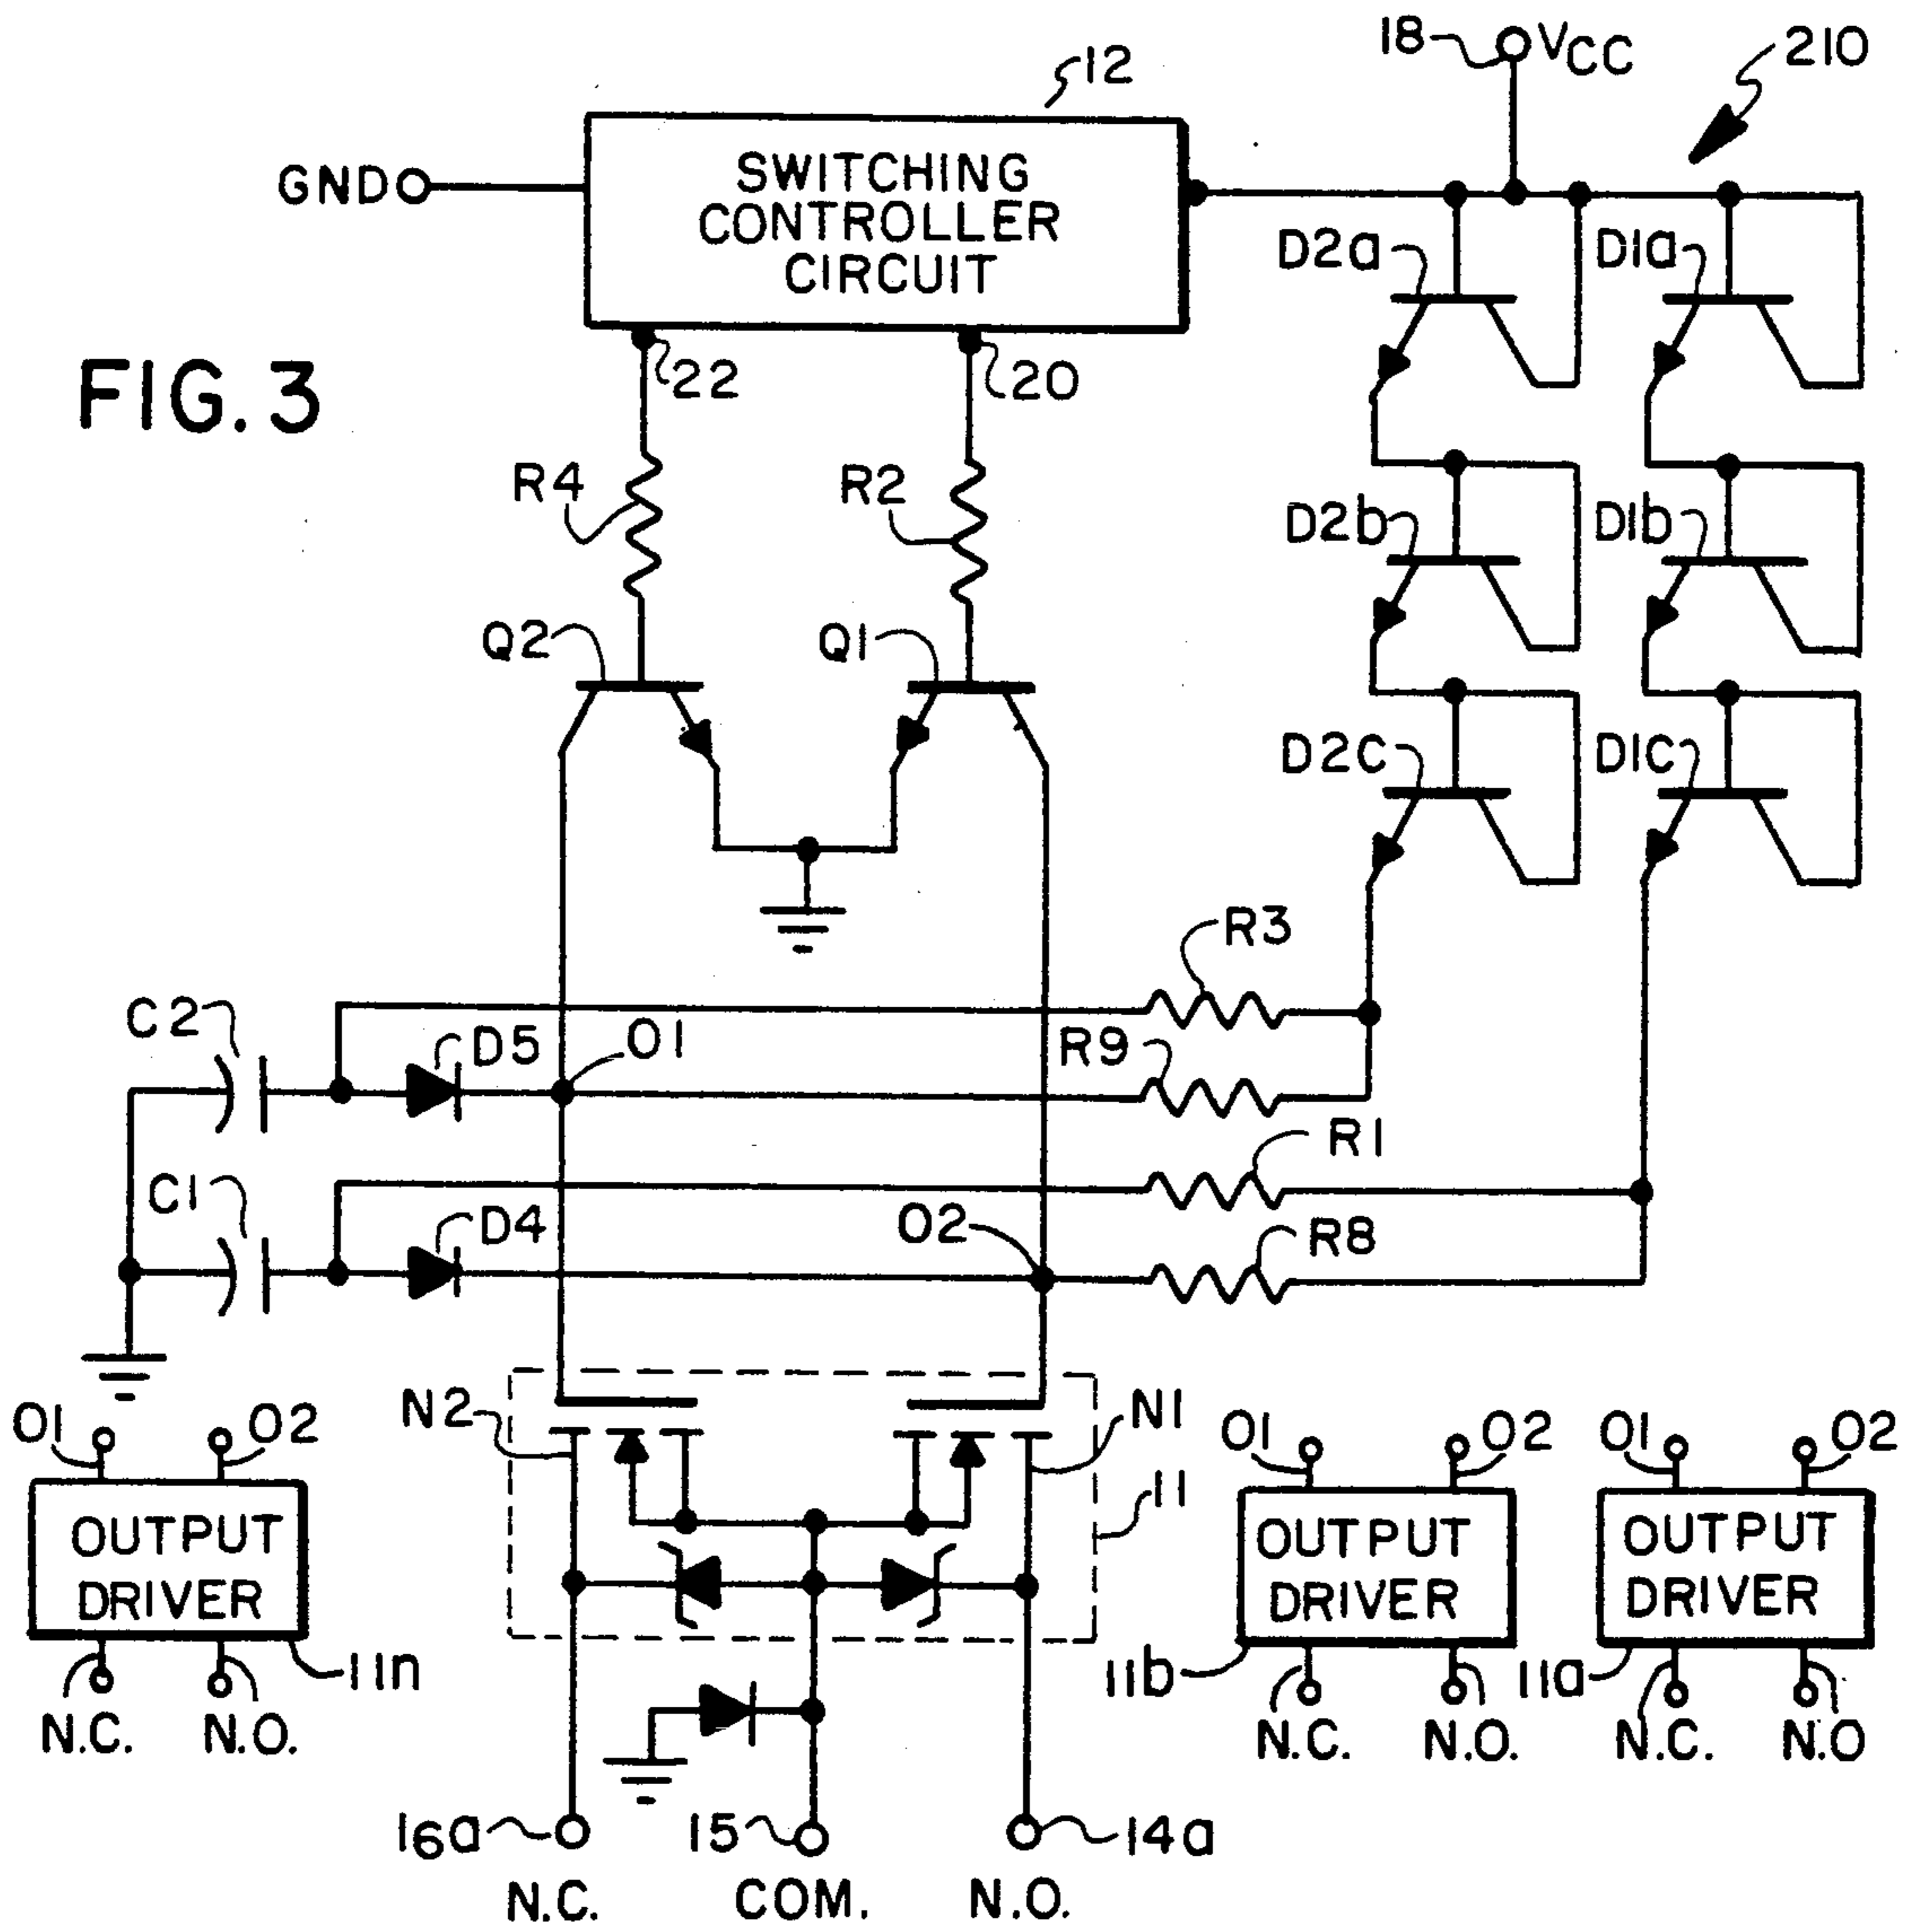 18
VCC
210
12
GND
SWITCHING
CONTROLLER
CIRCUIT
D2a
D1a
FIG. 3
22
20
R4
R2
D2b
D1b
Q2
Q1
D2c
D1c
R3
C2
D5
O1
R9
R1
C1
D4
O2
R8
N2
N1
11
O1
O2
OUTPUT
DRIVER
11n
N.C.
N.O.
O1
O2
OUTPUT
DRIVER
11b
N.C.
N.O.
O1
O2
OUTPUT
DRIVER
11a
N.C.
N.O
16a
15
14a
N.C.
COM.
N.O.